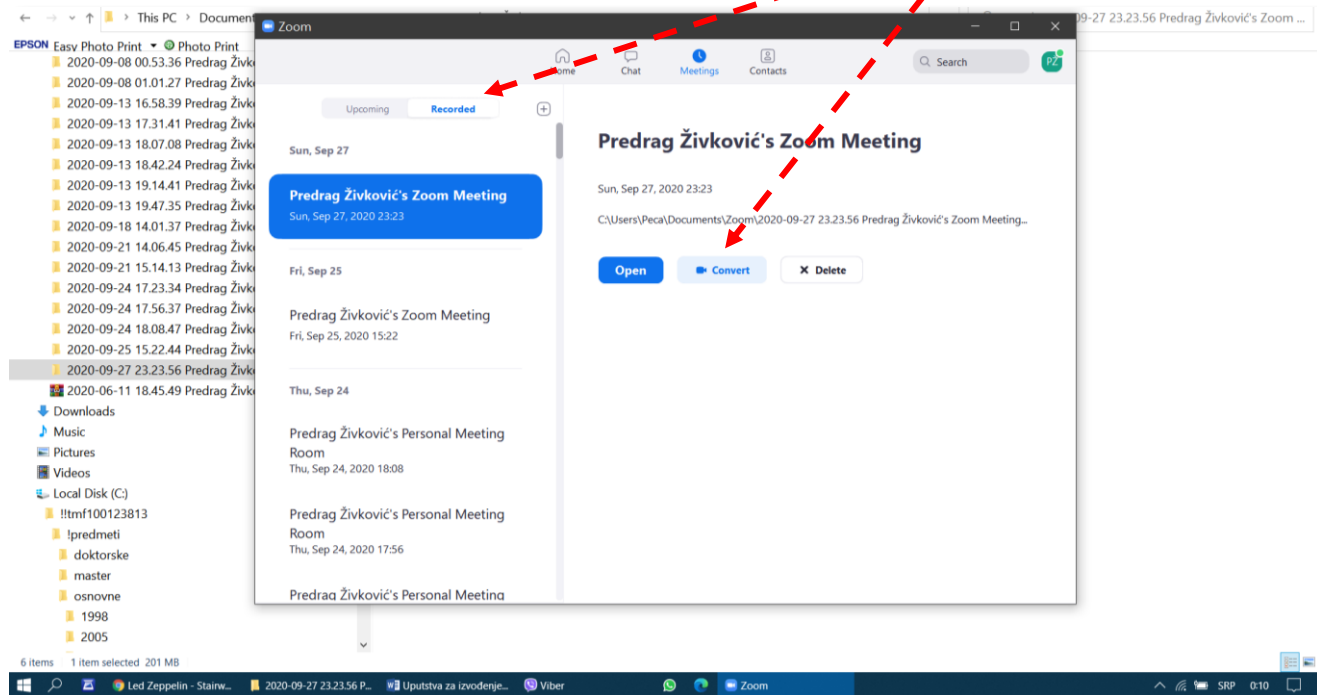 This PC > Documen
09-27 23.23.56 Predrag Živković's Zoom ...
EPSON Easy Photo Print Photo Print
2020-09-08 00.53.36 Predrag Živk
2020-09-08 01.01.27 Predrag Živk
2020-09-13 16.58.39 Predrag Živk
2020-09-13 17.31.41 Predrag Živk
2020-09-13 18.07.08 Predrag Živk
2020-09-13 18.42.24 Predrag Živk
2020-09-13 19.14.41 Predrag Živk
2020-09-13 19.47.35 Predrag Živk
2020-09-18 14.01.37 Predrag Živk
2020-09-21 14.06.45 Predrag Živk
2020-09-21 15.14.13 Predrag Živk
2020-09-24 17.23.34 Predrag Živk
2020-09-24 17.56.37 Predrag Živk
2020-09-24 18.08.47 Predrag Živk
2020-09-25 15.22.44 Predrag Živk
2020-09-27 23.23.56 Predrag Živk
2020-06-11 18.45.49 Predrag Živk
Downloads
Music
Pictures
Videos
Local Disk (C:)
!!tmf100123813
!predmeti
doktorske
master
osnovne
1998
2005
6 items 1 item selected 201 MB
Zoom
Home Chat Meetings Contacts
Search
PŽ
Upcoming Recorded
Sun, Sep 27
Predrag Živković's Zoom Meeting
Sun, Sep 27, 2020 23:23
Fri, Sep 25
Predrag Živković's Zoom Meeting
Fri, Sep 25, 2020 15:22
Thu, Sep 24
Predrag Živković's Personal Meeting
Room
Thu, Sep 24, 2020 18:08
Predrag Živković's Personal Meeting
Room
Thu, Sep 24, 2020 17:56
Predrag Živković's Personal Meeting
Predrag Živković's Zoom Meeting
Sun, Sep 27, 2020 23:23
C:\Users\Peca\Documents\Zoom\2020-09-27 23.23.56 Predrag Živković's Zoom Meeting...
Open Convert Delete
Led Zeppelin - Stairw... 2020-09-27 23.23.56 P... Uputstva za izvođenje... Viber Zoom SRP 0:10